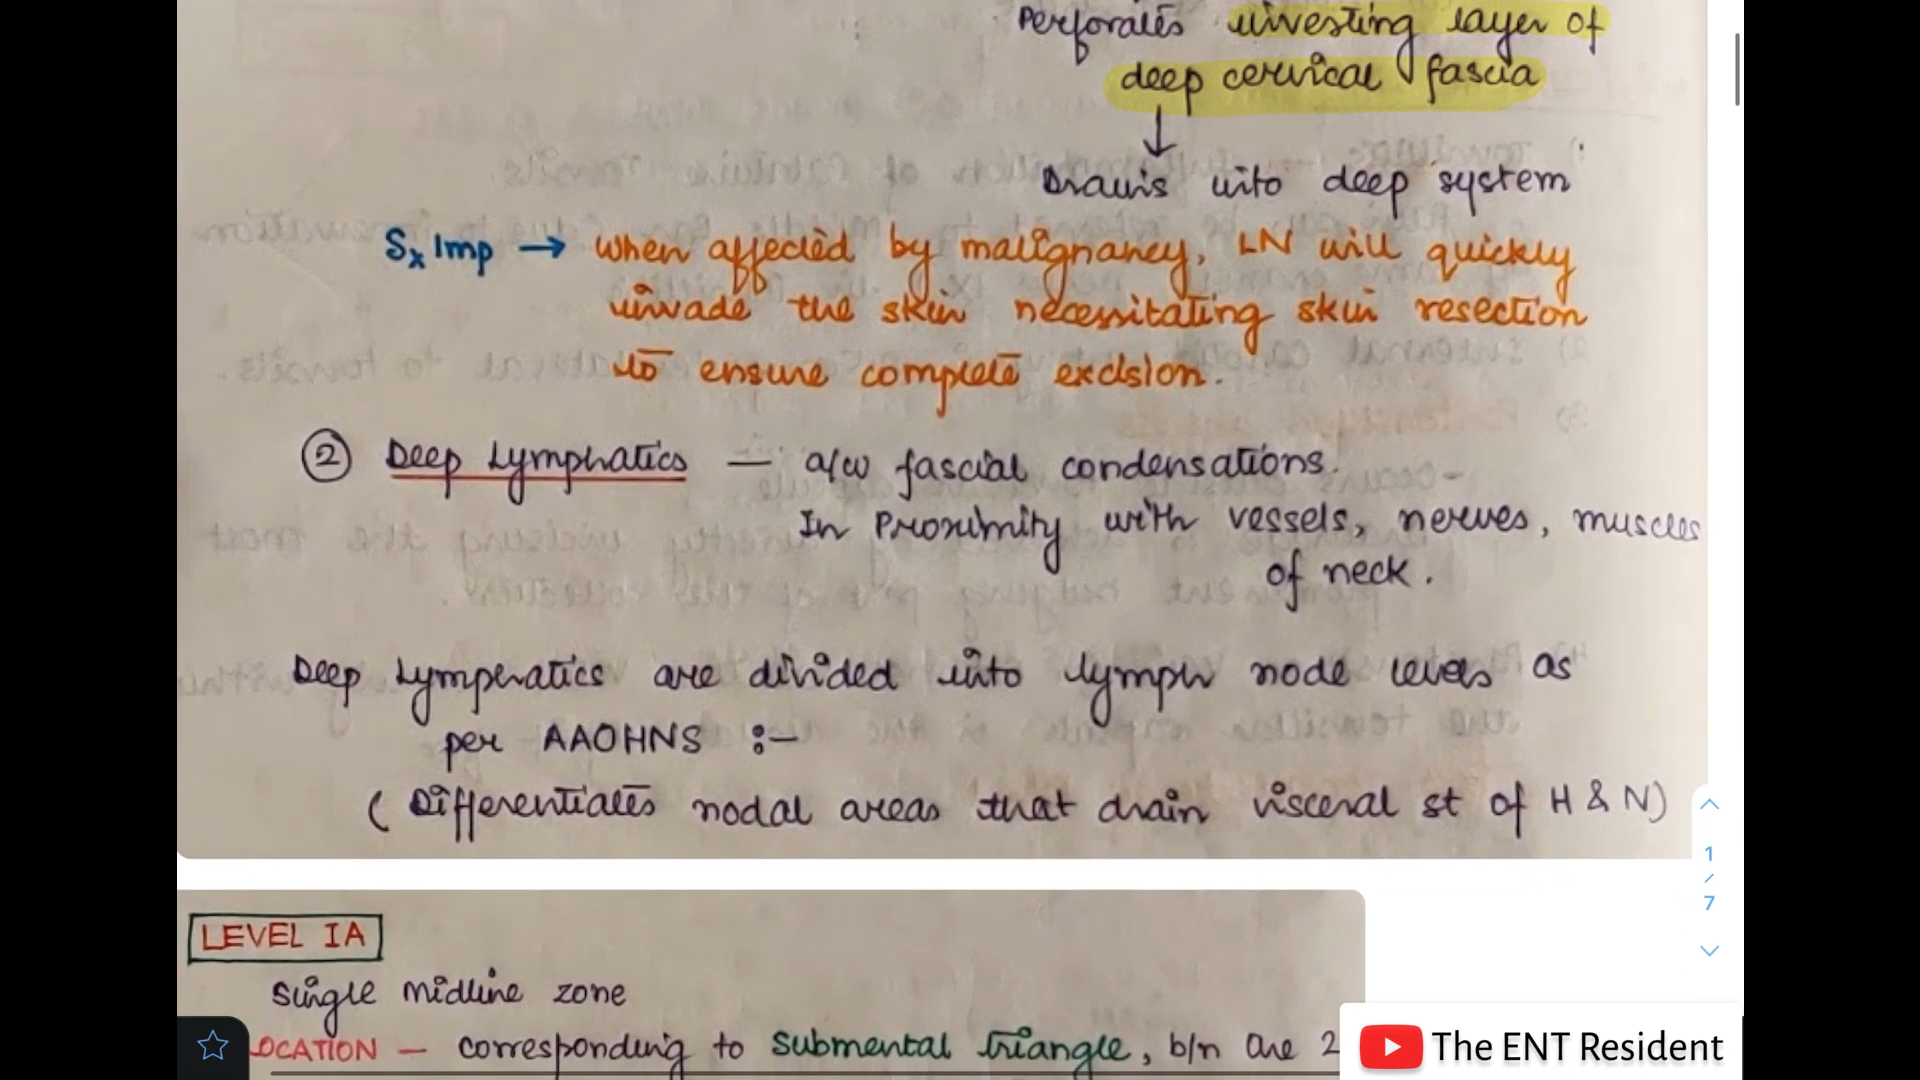 Perforates investing layer of
deep cervical fascia
↓
Drains into deep system
Sx Imp → When affected by malignancy, LN will quickly
invade the skin necessitating skin resection
to ensure complete excision.
② Deep Lymphatics — a/w fascial condensations.
In Proximity with vessels, nerves, muscles
of neck.
Deep Lymphatics are divided into lymph node levels as
per AAOHNS :-
( Differentiates nodal areas that drain visceral st of H & N)
1
/
7
LEVEL IA
Single midline zone
LOCATION – corresponding to Submental triangle, b/n the 2
The ENT Resident